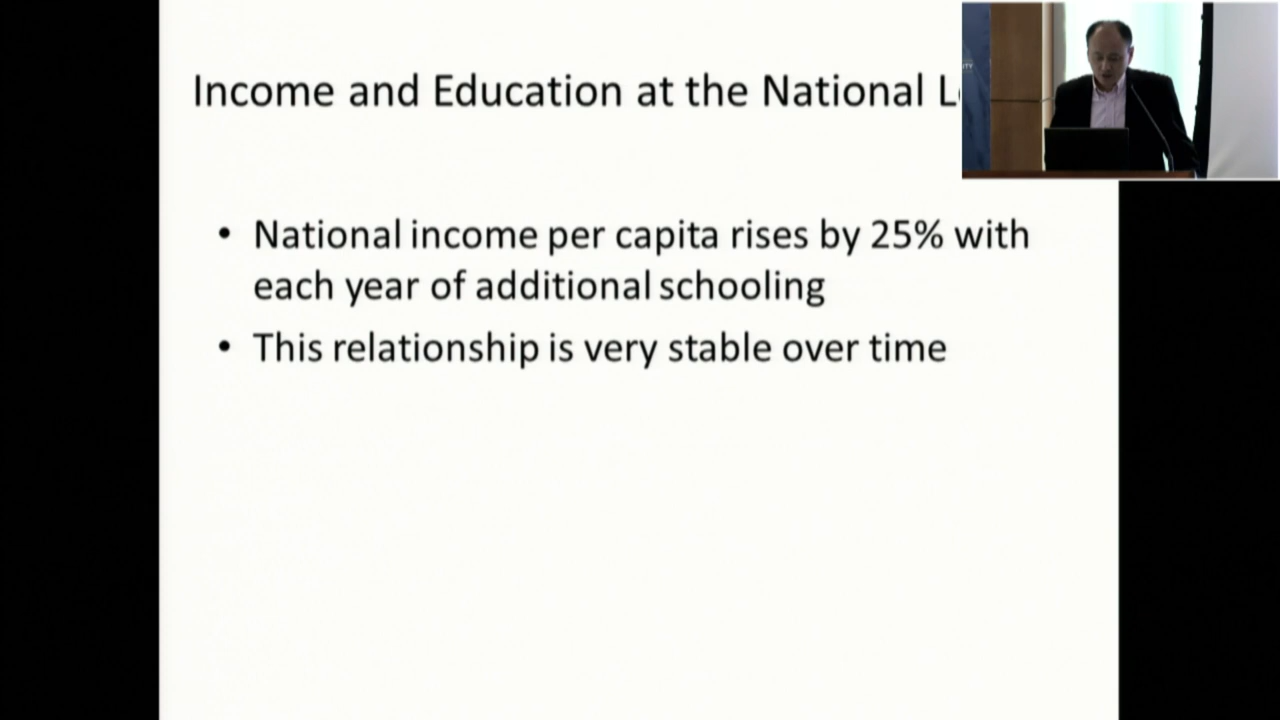 Income and Education at the National
• National income per capita rises by 25% with
each year of additional schooling
• This relationship is very stable over time